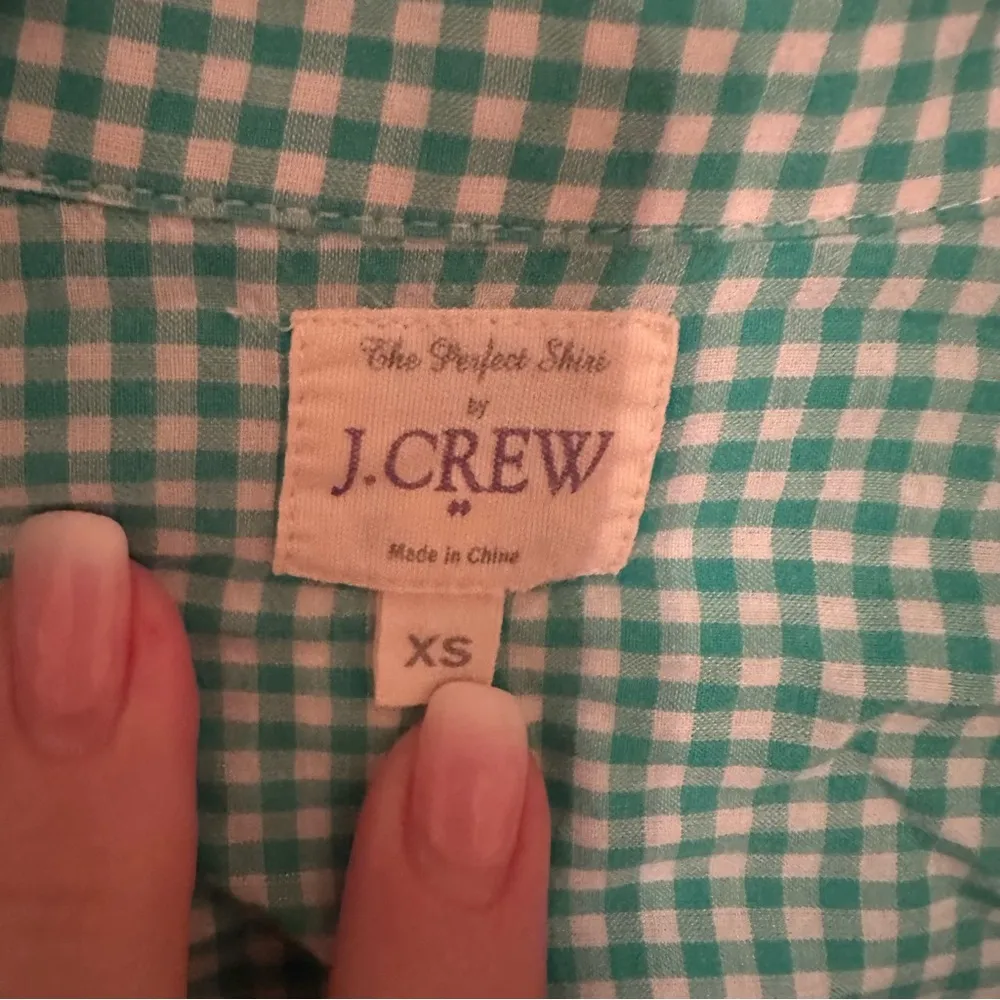 The Perfect Shirt
by
J.CREW
Made in China
XS